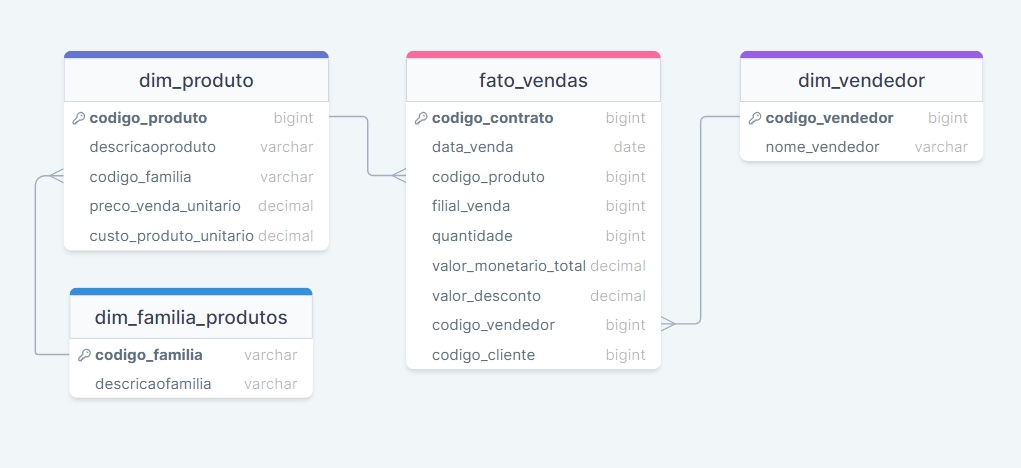 dim_produto
codigo_produto bigint
descricaoproduto varchar
codigo_familia varchar
preco_venda_unitario decimal
custo_produto_unitario decimal
dim_familia_produtos
codigo_familia varchar
descricaofamilia varchar
fato_vendas
codigo_contrato bigint
data_venda date
codigo_produto bigint
filial_venda bigint
quantidade bigint
valor_monetario_total decimal
valor_desconto decimal
codigo_vendedor bigint
codigo_cliente bigint
dim_vendedor
codigo_vendedor bigint
nome_vendedor varchar